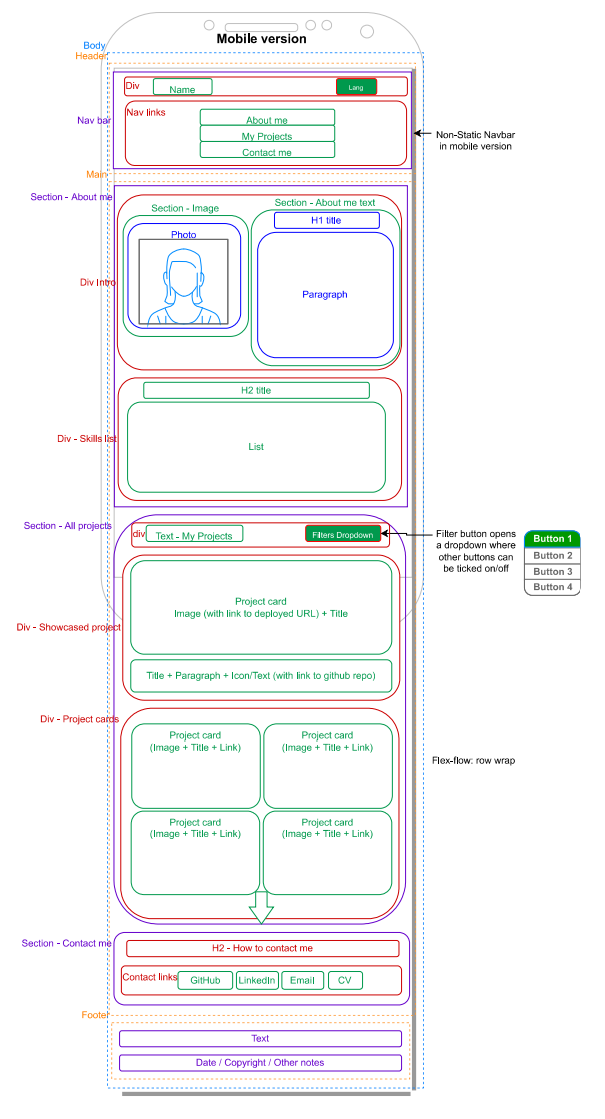 Mobile version
Body
Header
Div
Name
Lang
Nav bar
Nav links
About me
My Projects
Contact me
Non-Static Navbar
in mobile version
Main
Section - About me
Section - Image
Section - About me text
Photo
H1 title
Div Intro
Paragraph
H2 title
Div - Skills list
List
Section - All projects
div
Text - My Projects
Filters Dropdown
Filter button opens
a dropdown where
other buttons can
be ticked on/off
Button 1
Button 2
Button 3
Button 4
Project card
Image (with link to deployed URL) + Title
Div - Showcased project
Title + Paragraph + Icon/Text (with link to github repo)
Div - Project cards
Project card
(Image + Title + Link)
Project card
(Image + Title + Link)
Flex-flow: row wrap
Project card
(Image + Title + Link)
Project card
(Image + Title + Link)
Section - Contact me
H2 - How to contact me
Contact links
GitHub
LinkedIn
Email
CV
Footer
Text
Date / Copyright / Other notes